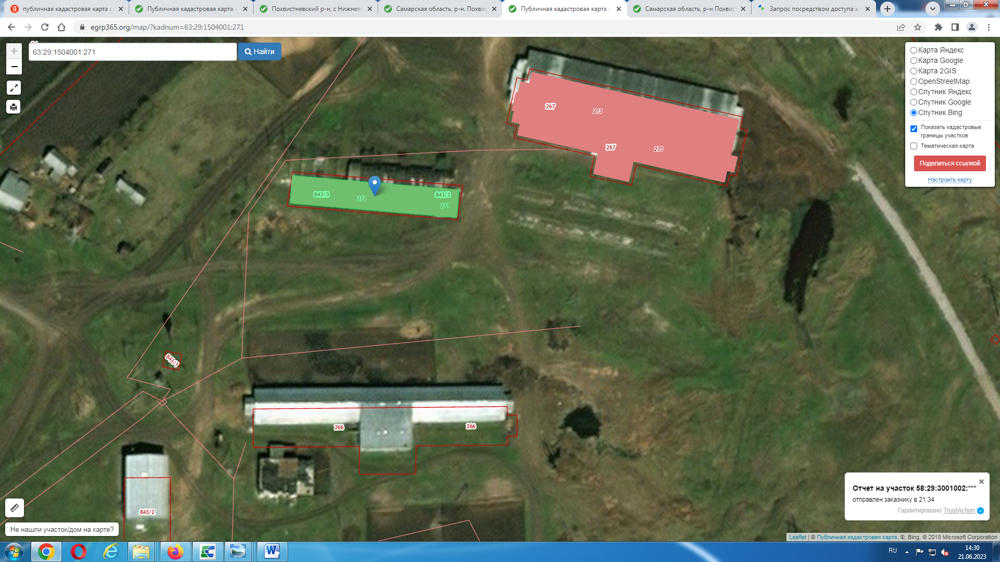 публичная кадастровая карта са
Публичная кадастровая карта -
Похвистневский р-н, с Нижнеяг
Самарская область, р-н. Похвис
Публичная кадастровая карта -
Самарская область, р-н Похвист
Запрос посредством доступа к
egrp365.org/map/?kadnum=63:29:1504001:271
63:29:1504001:271
Найти
Карта Яндекс
Карта Google
Карта 2GIS
OpenStreetMap
Спутник Яндекс
Спутник Google
Спутник Bing
Показать кадастровые
границы участков
Тематическая карта
Поделиться ссылкой
Настроить карту
267
273
267
273
843/3
271
843/3
271
843/1
266
266
843/2
Отчет на участок 58:29:3001002:***
отправлен заказчику в 21:34
Гарантировано TrustAction
Не нашли участок/дом на карте?
Leaflet | © Публичная кадастровая карта, ©, Bing, © 2018 Microsoft Corporation
RU
14:30
21.06.2023